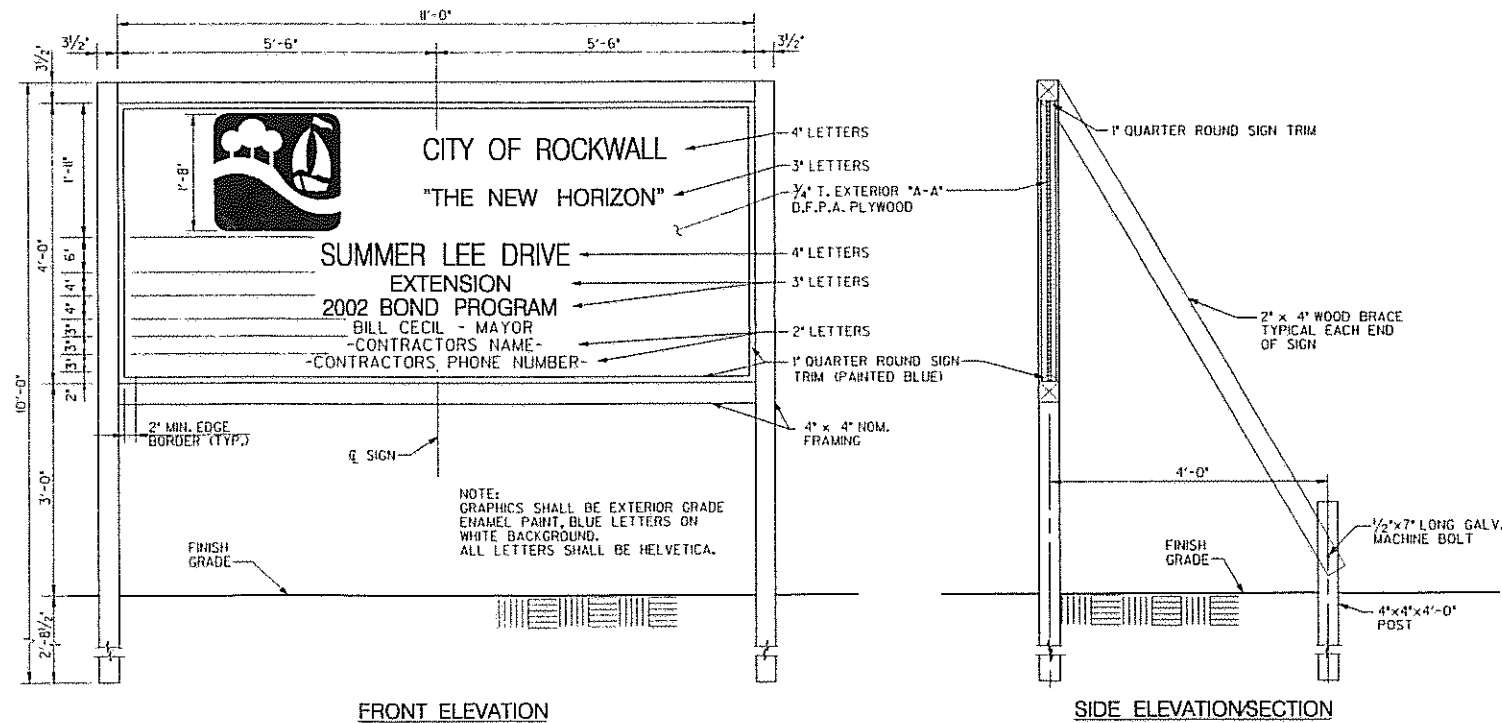 11'-0"
3½" 5'-6" 5'-6" 3½"
3½"
1'-11"
1'-8"
4'-0"
6"
4"
4"
3"
3"
3"
2"
10'-0"
3'-0"
2'-8½"
CITY OF ROCKWALL
"THE NEW HORIZON"
SUMMER LEE DRIVE
EXTENSION
2002 BOND PROGRAM
BILL CECIL - MAYOR
-CONTRACTORS NAME-
-CONTRACTORS PHONE NUMBER-
4" LETTERS
3" LETTERS
¾" T. EXTERIOR "A-A"
D.F.P.A. PLYWOOD
4" LETTERS
3" LETTERS
2" LETTERS
1" QUARTER ROUND SIGN
TRIM (PAINTED BLUE)
4" x 4" NOM.
FRAMING
2" MIN. EDGE
BORDER (TYP.)
℄ SIGN
NOTE:
GRAPHICS SHALL BE EXTERIOR GRADE
ENAMEL PAINT, BLUE LETTERS ON
WHITE BACKGROUND.
ALL LETTERS SHALL BE HELVETICA.
FINISH
GRADE
FRONT ELEVATION
1" QUARTER ROUND SIGN TRIM
2" x 4" WOOD BRACE
TYPICAL EACH END
OF SIGN
4'-0"
½"x7" LONG GALV.
MACHINE BOLT
FINISH
GRADE
4"x4"x4'-0"
POST
SIDE ELEVATION/SECTION